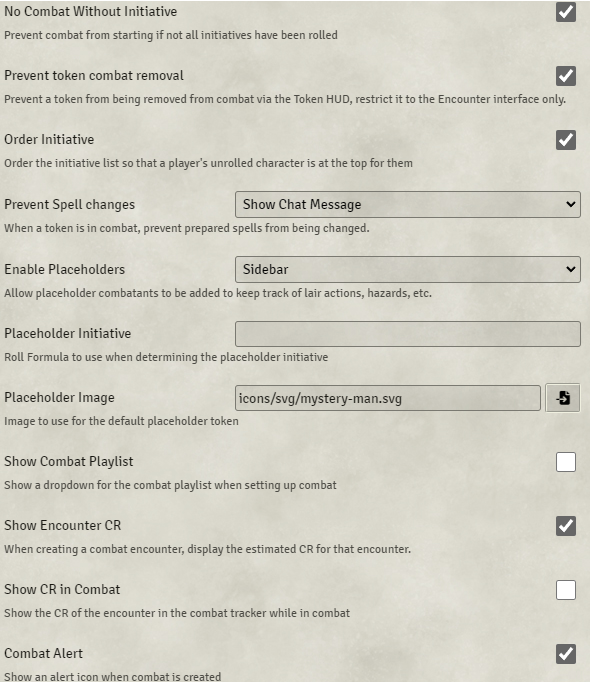 No Combat Without Initiative
Prevent combat from starting if not all initiatives have been rolled
Prevent token combat removal
Prevent a token from being removed from combat via the Token HUD, restrict it to the Encounter interface only.
Order Initiative
Order the initiative list so that a player's unrolled character is at the top for them
Prevent Spell changes
Show Chat Message
When a token is in combat, prevent prepared spells from being changed.
Enable Placeholders
Sidebar
Allow placeholder combatants to be added to keep track of lair actions, hazards, etc.
Placeholder Initiative
Roll Formula to use when determining the placeholder initiative
Placeholder Image
icons/svg/mystery-man.svg
Image to use for the default placeholder token
Show Combat Playlist
Show a dropdown for the combat playlist when setting up combat
Show Encounter CR
When creating a combat encounter, display the estimated CR for that encounter.
Show CR in Combat
Show the CR of the encounter in the combat tracker while in combat
Combat Alert
Show an alert icon when combat is created